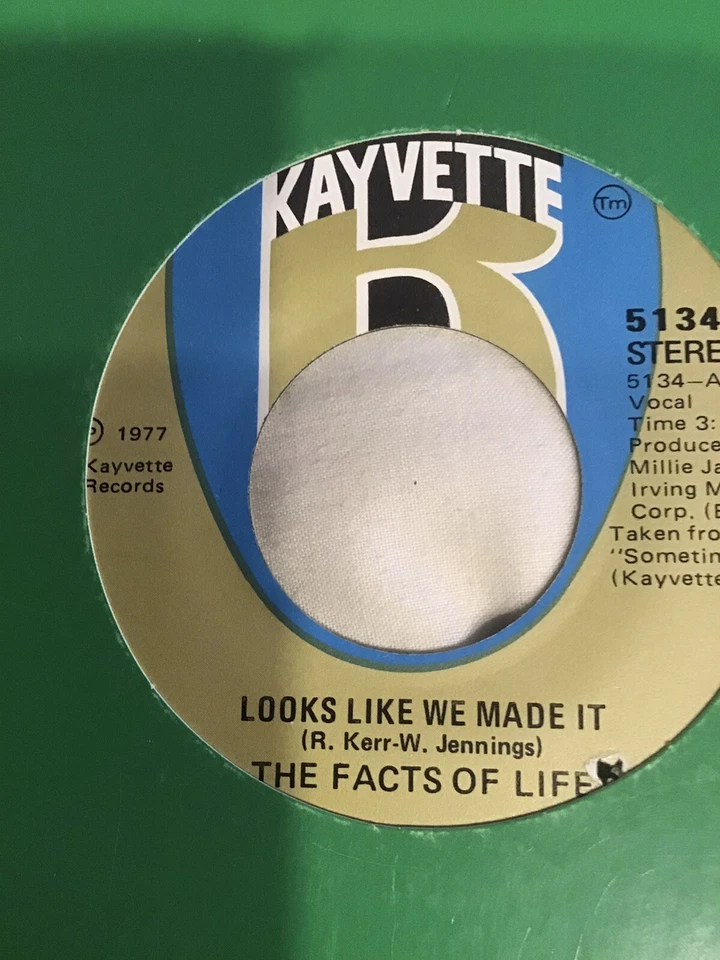 KAYVETTE
Tm
5134
STERE
5134-A
Vocal
Time 3:
Produce
Millie Ja
Irving M
Corp. (B
Taken fro
"Sometin
(Kayvette
Ⓟ 1977
Kayvette
Records
LOOKS LIKE WE MADE IT
(R. Kerr-W. Jennings)
THE FACTS OF LIFE